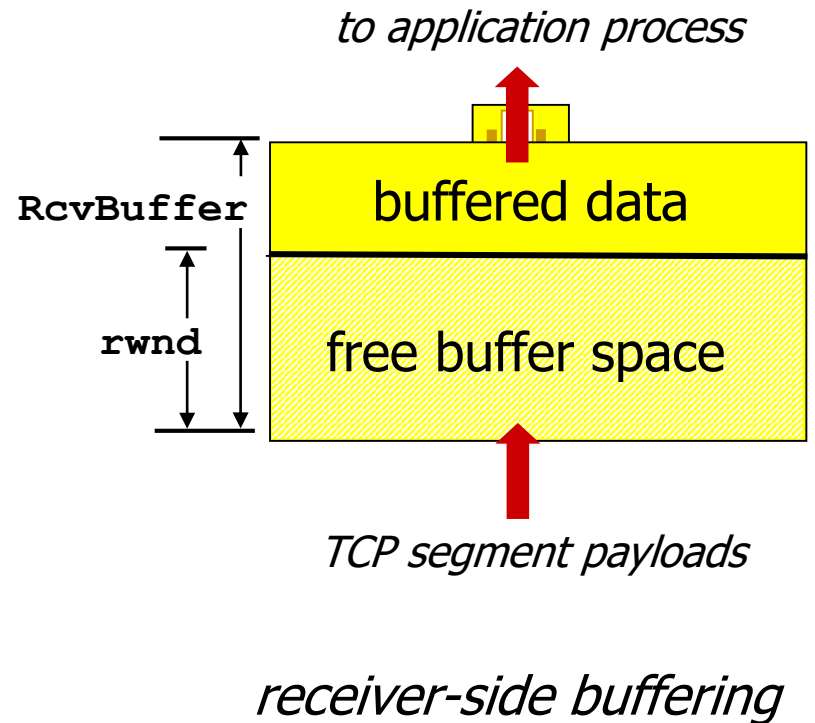 to application process
RcvBuffer
buffered data
rwnd
free buffer space
TCP segment payloads
receiver-side buffering